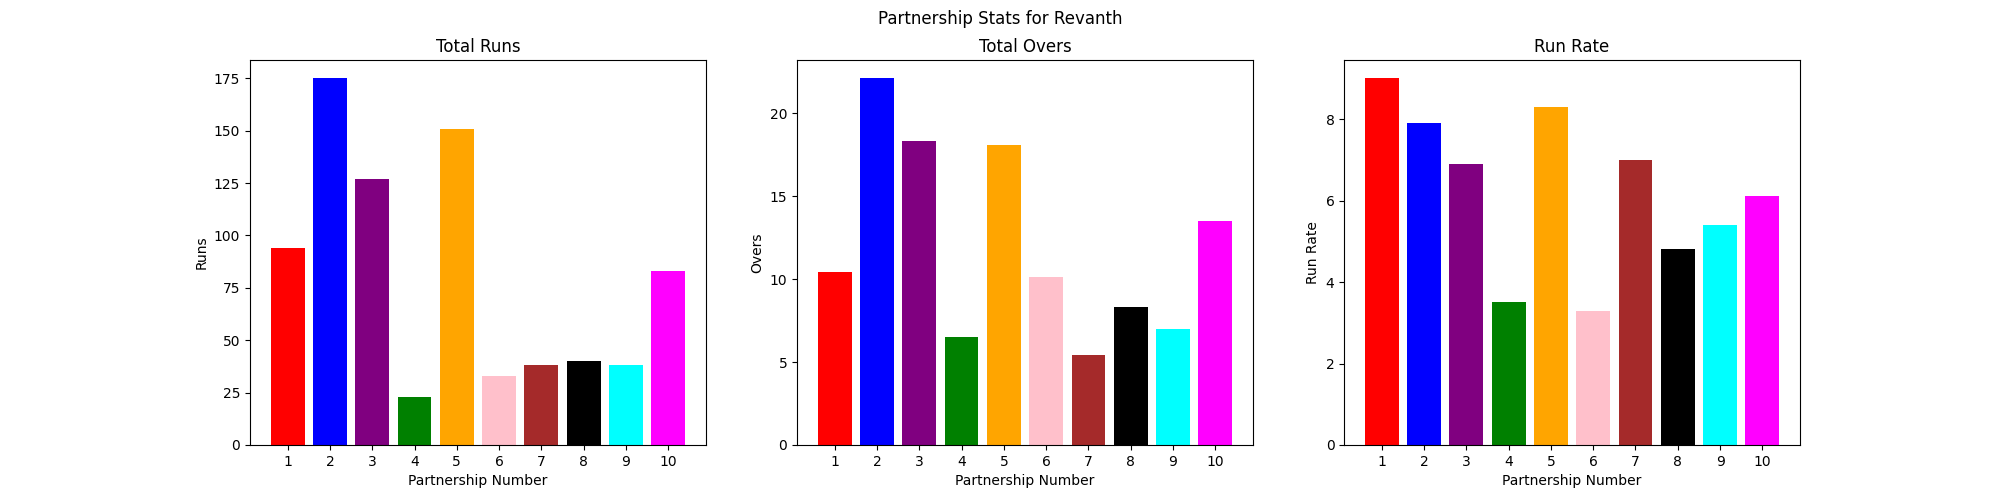 Partnership Stats for Revanth
Total Runs
175
150
125
100
75
50
25
0
Runs
1 2 3 4 5 6 7 8 9 10
Partnership Number
Total Overs
20
15
10
5
0
Overs
1 2 3 4 5 6 7 8 9 10
Partnership Number
Run Rate
8
6
4
2
0
Run Rate
1 2 3 4 5 6 7 8 9 10
Partnership Number